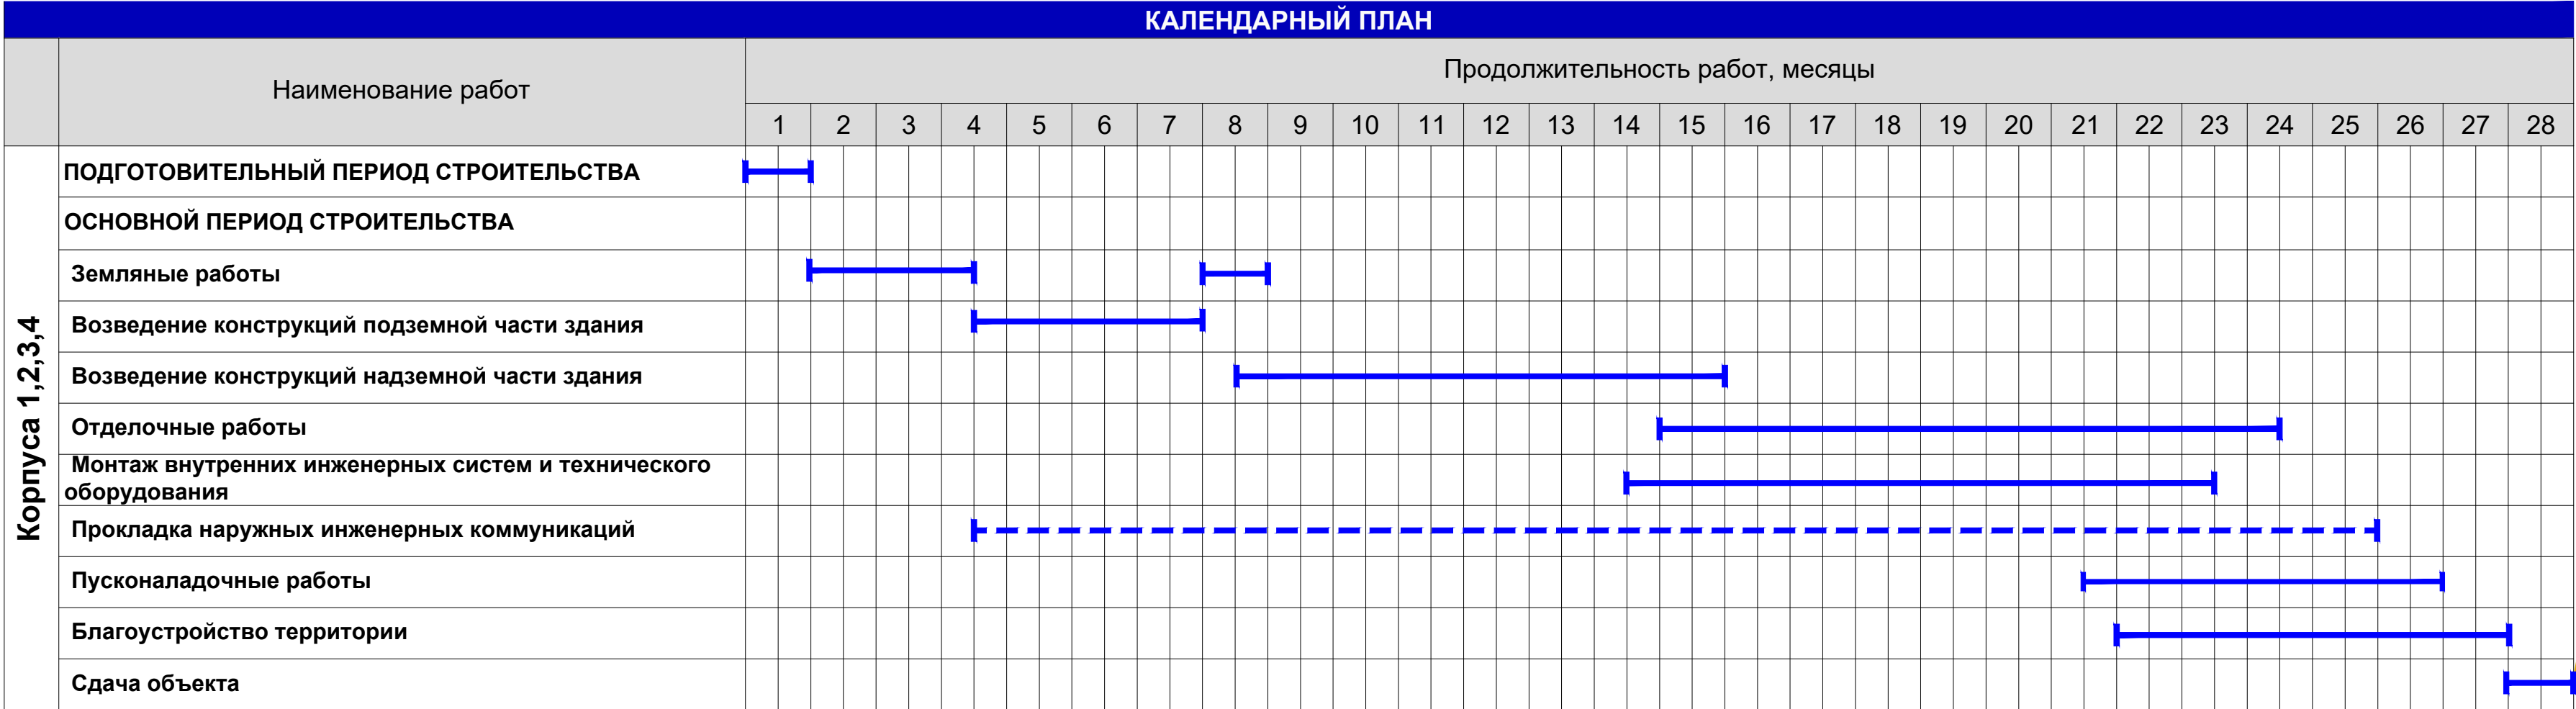 КАЛЕНДАРНЫЙ ПЛАН
Наименование работ
Продолжительность работ, месяцы
1 2 3 4 5 6 7 8 9 10 11 12 13 14 15 16 17 18 19 20 21 22 23 24 25 26 27 28
Корпуса 1,2,3,4
ПОДГОТОВИТЕЛЬНЫЙ ПЕРИОД СТРОИТЕЛЬСТВА
ОСНОВНОЙ ПЕРИОД СТРОИТЕЛЬСТВА
Земляные работы
Возведение конструкций подземной части здания
Возведение конструкций надземной части здания
Отделочные работы
Монтаж внутренних инженерных систем и технического
оборудования
Прокладка наружных инженерных коммуникаций
Пусконаладочные работы
Благоустройство территории
Сдача объекта